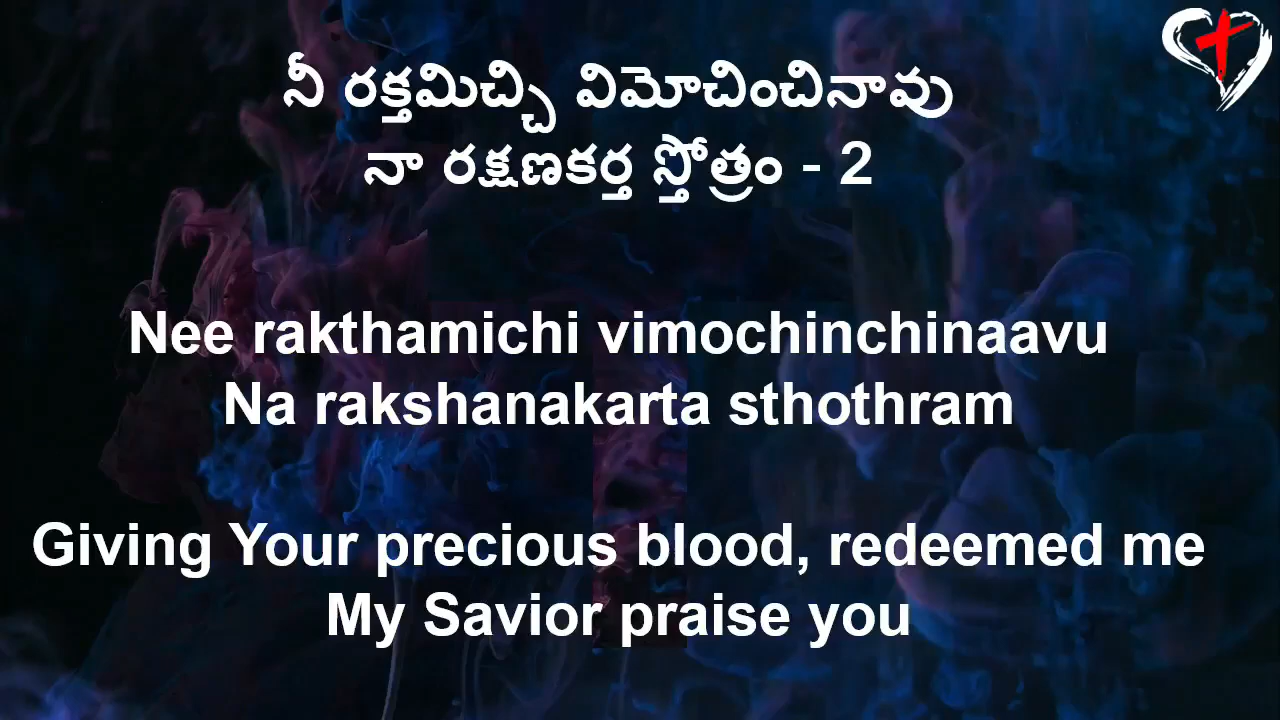 నీ రక్తమిచ్చి విమోచించినావు
నా రక్షణకర్త స్తోత్రం - 2
Nee rakthamichi vimochinchinaavu
Na rakshanakarta sthothram
Giving Your precious blood, redeemed me
My Savior praise you